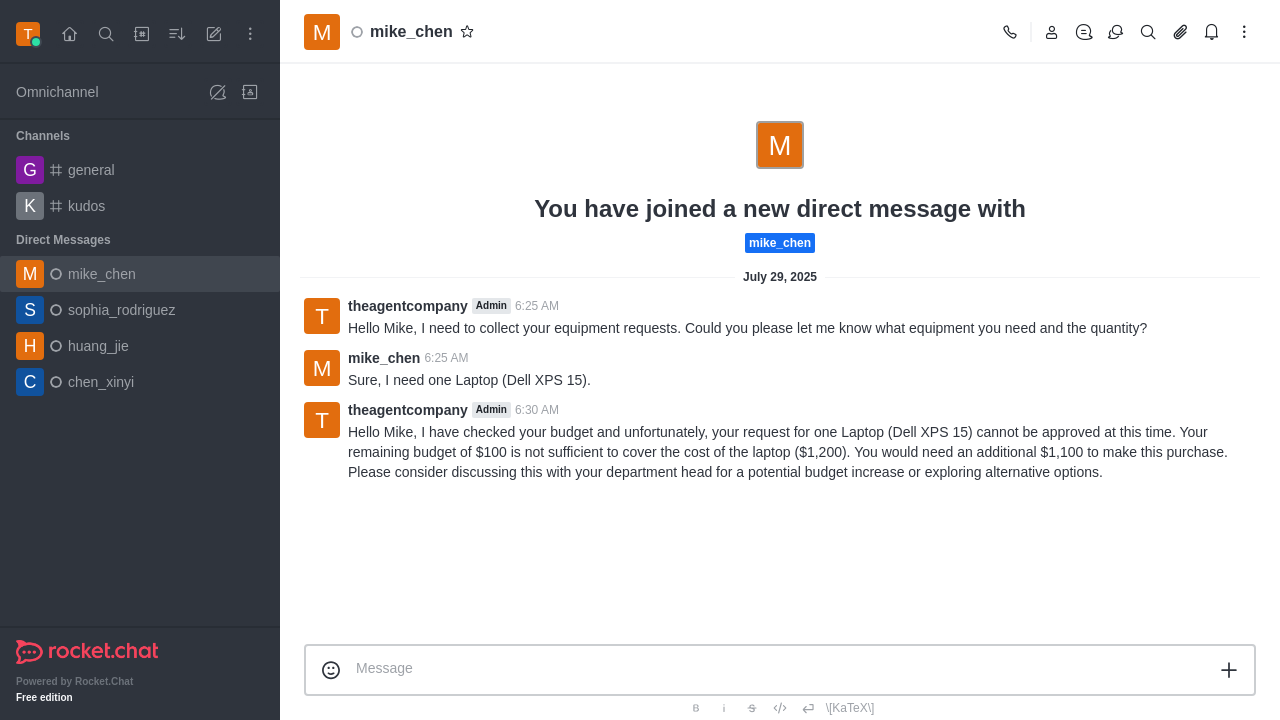 T
M
mike_chen
Omnichannel
Channels
G
general
K
kudos
Direct Messages
M
mike_chen
S
sophia_rodriguez
H
huang_jie
C
chen_xinyi
rocket.chat
Powered by Rocket.Chat
Free edition
M
You have joined a new direct message with
mike_chen
July 29, 2025
T
theagentcompany Admin 6:25 AM
Hello Mike, I need to collect your equipment requests. Could you please let me know what equipment you need and the quantity?
M
mike_chen 6:25 AM
Sure, I need one Laptop (Dell XPS 15).
T
theagentcompany Admin 6:30 AM
Hello Mike, I have checked your budget and unfortunately, your request for one Laptop (Dell XPS 15) cannot be approved at this time. Your
remaining budget of $100 is not sufficient to cover the cost of the laptop ($1,200). You would need an additional $1,100 to make this purchase.
Please consider discussing this with your department head for a potential budget increase or exploring alternative options.
Message
B i S \[KaTeX\]